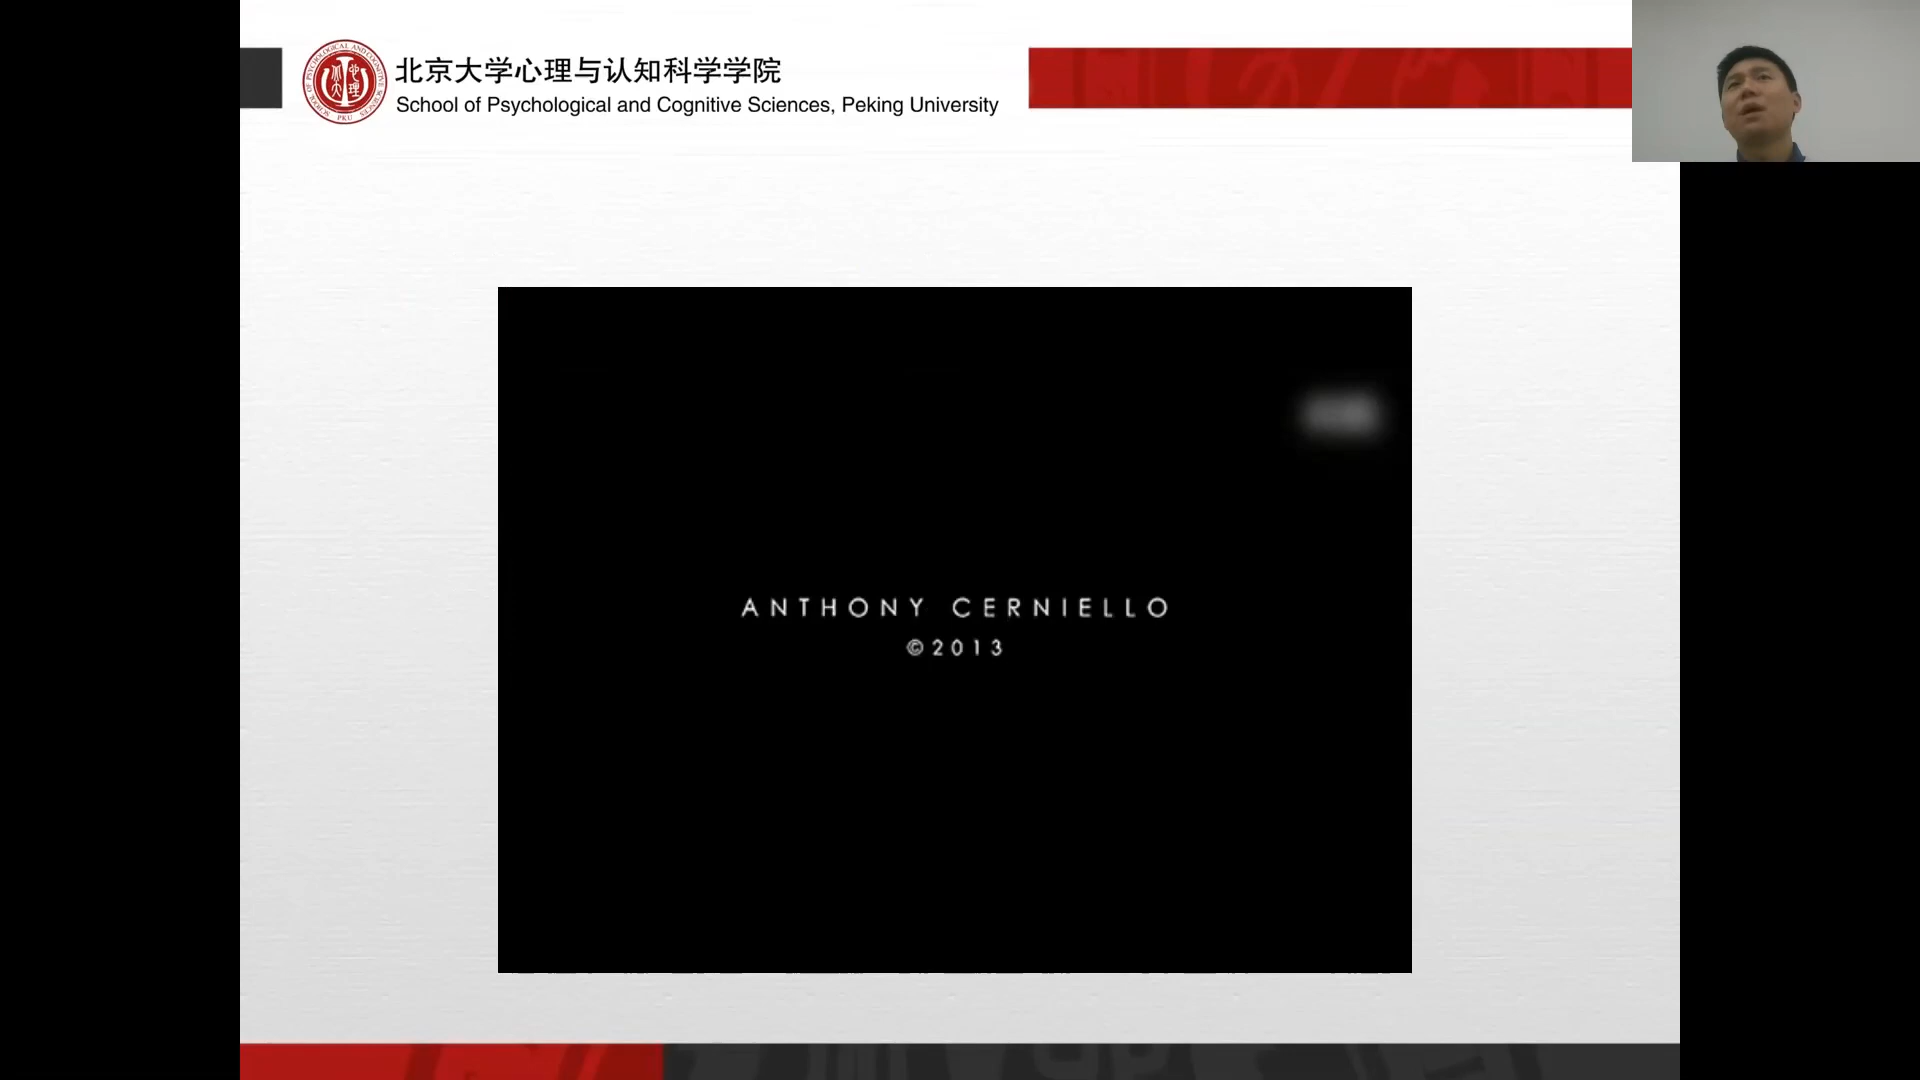 北京大学心理与认知科学学院
School of Psychological and Cognitive Sciences, Peking University
ANTHONY CERNIELLO
©2013